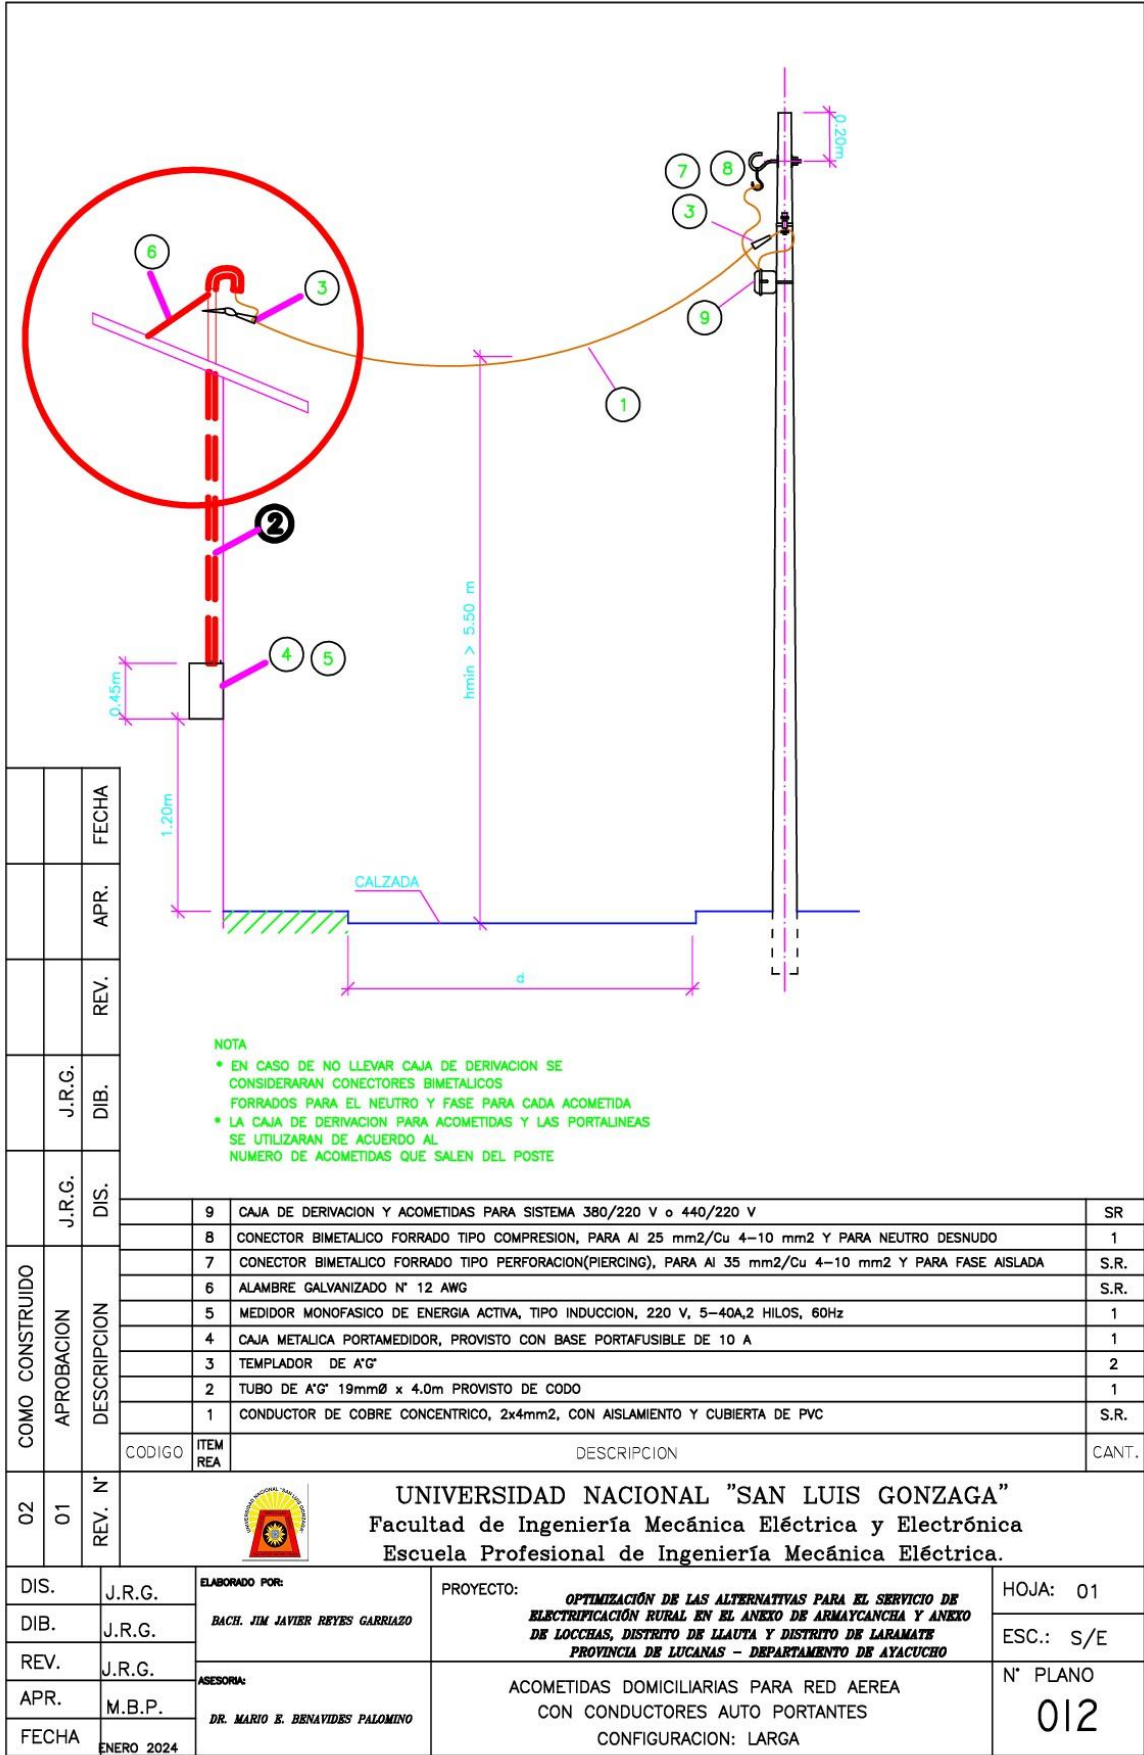 0.20m
7
8
3
6
3
9
1
2
hmin > 5.50 m
4
5
0.45m
1.20m
CALZADA
d
NOTA
* EN CASO DE NO LLEVAR CAJA DE DERIVACION SE
CONSIDERARAN CONECTORES BIMETALICOS
FORRADOS PARA EL NEUTRO Y FASE PARA CADA ACOMETIDA
* LA CAJA DE DERIVACION PARA ACOMETIDAS Y LAS PORTALINEAS
SE UTILIZARAN DE ACUERDO AL
NUMERO DE ACOMETIDAS QUE SALEN DEL POSTE
FECHA
APR.
REV.
J.R.G. DIB.
J.R.G. DIS.
COMO CONSTRUIDO
APROBACION
DESCRIPCION
02
01
REV. N°
9 CAJA DE DERIVACION Y ACOMETIDAS PARA SISTEMA 380/220 V o 440/220 V SR
8 CONECTOR BIMETALICO FORRADO TIPO COMPRESION, PARA Al 25 mm2/Cu 4-10 mm2 Y PARA NEUTRO DESNUDO 1
7 CONECTOR BIMETALICO FORRADO TIPO PERFORACION(PIERCING), PARA Al 35 mm2/Cu 4-10 mm2 Y PARA FASE AISLADA S.R.
6 ALAMBRE GALVANIZADO N° 12 AWG S.R.
5 MEDIDOR MONOFASICO DE ENERGIA ACTIVA, TIPO INDUCCION, 220 V, 5-40A,2 HILOS, 60Hz 1
4 CAJA METALICA PORTAMEDIDOR, PROVISTO CON BASE PORTAFUSIBLE DE 10 A 1
3 TEMPLADOR DE A°G° 2
2 TUBO DE A°G° 19mmØ x 4.0m PROVISTO DE CODO 1
1 CONDUCTOR DE COBRE CONCENTRICO, 2x4mm2, CON AISLAMIENTO Y CUBIERTA DE PVC S.R.
CODIGO ITEM REA DESCRIPCION CANT.
UNIVERSIDAD NACIONAL "SAN LUIS GONZAGA"
Facultad de Ingeniería Mecánica Eléctrica y Electrónica
Escuela Profesional de Ingeniería Mecánica Eléctrica.
DIS. J.R.G.
DIB. J.R.G.
REV. J.R.G.
APR. M.B.P.
FECHA ENERO 2024
ELABORADO POR:
BACH. JIM JAVIER REYES GARRIAZO
ASESORIA:
DR. MARIO E. BENAVIDES PALOMINO
PROYECTO:
OPTIMIZACIÓN DE LAS ALTERNATIVAS PARA EL SERVICIO DE
ELECTRIFICACIÓN RURAL EN EL ANEXO DE ARMAYCANCHA Y ANEXO
DE LOCCHAS, DISTRITO DE LLAUTA Y DISTRITO DE LARAMATE
PROVINCIA DE LUCANAS - DEPARTAMENTO DE AYACUCHO
ACOMETIDAS DOMICILIARIAS PARA RED AEREA
CON CONDUCTORES AUTO PORTANTES
CONFIGURACION: LARGA
HOJA: 01
ESC.: S/E
N° PLANO
012